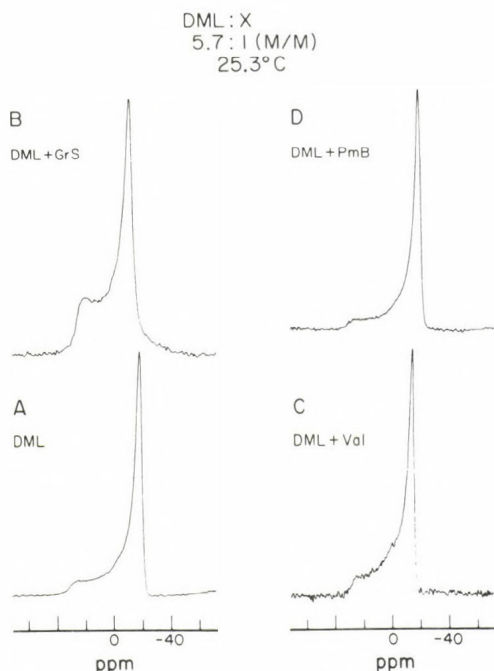 DML:X
5.7:1 (M/M)
25.3°C
B
DML+GrS
D
DML+PmB
A
DML
C
DML+Val
0 -40
ppm
0 -40
ppm